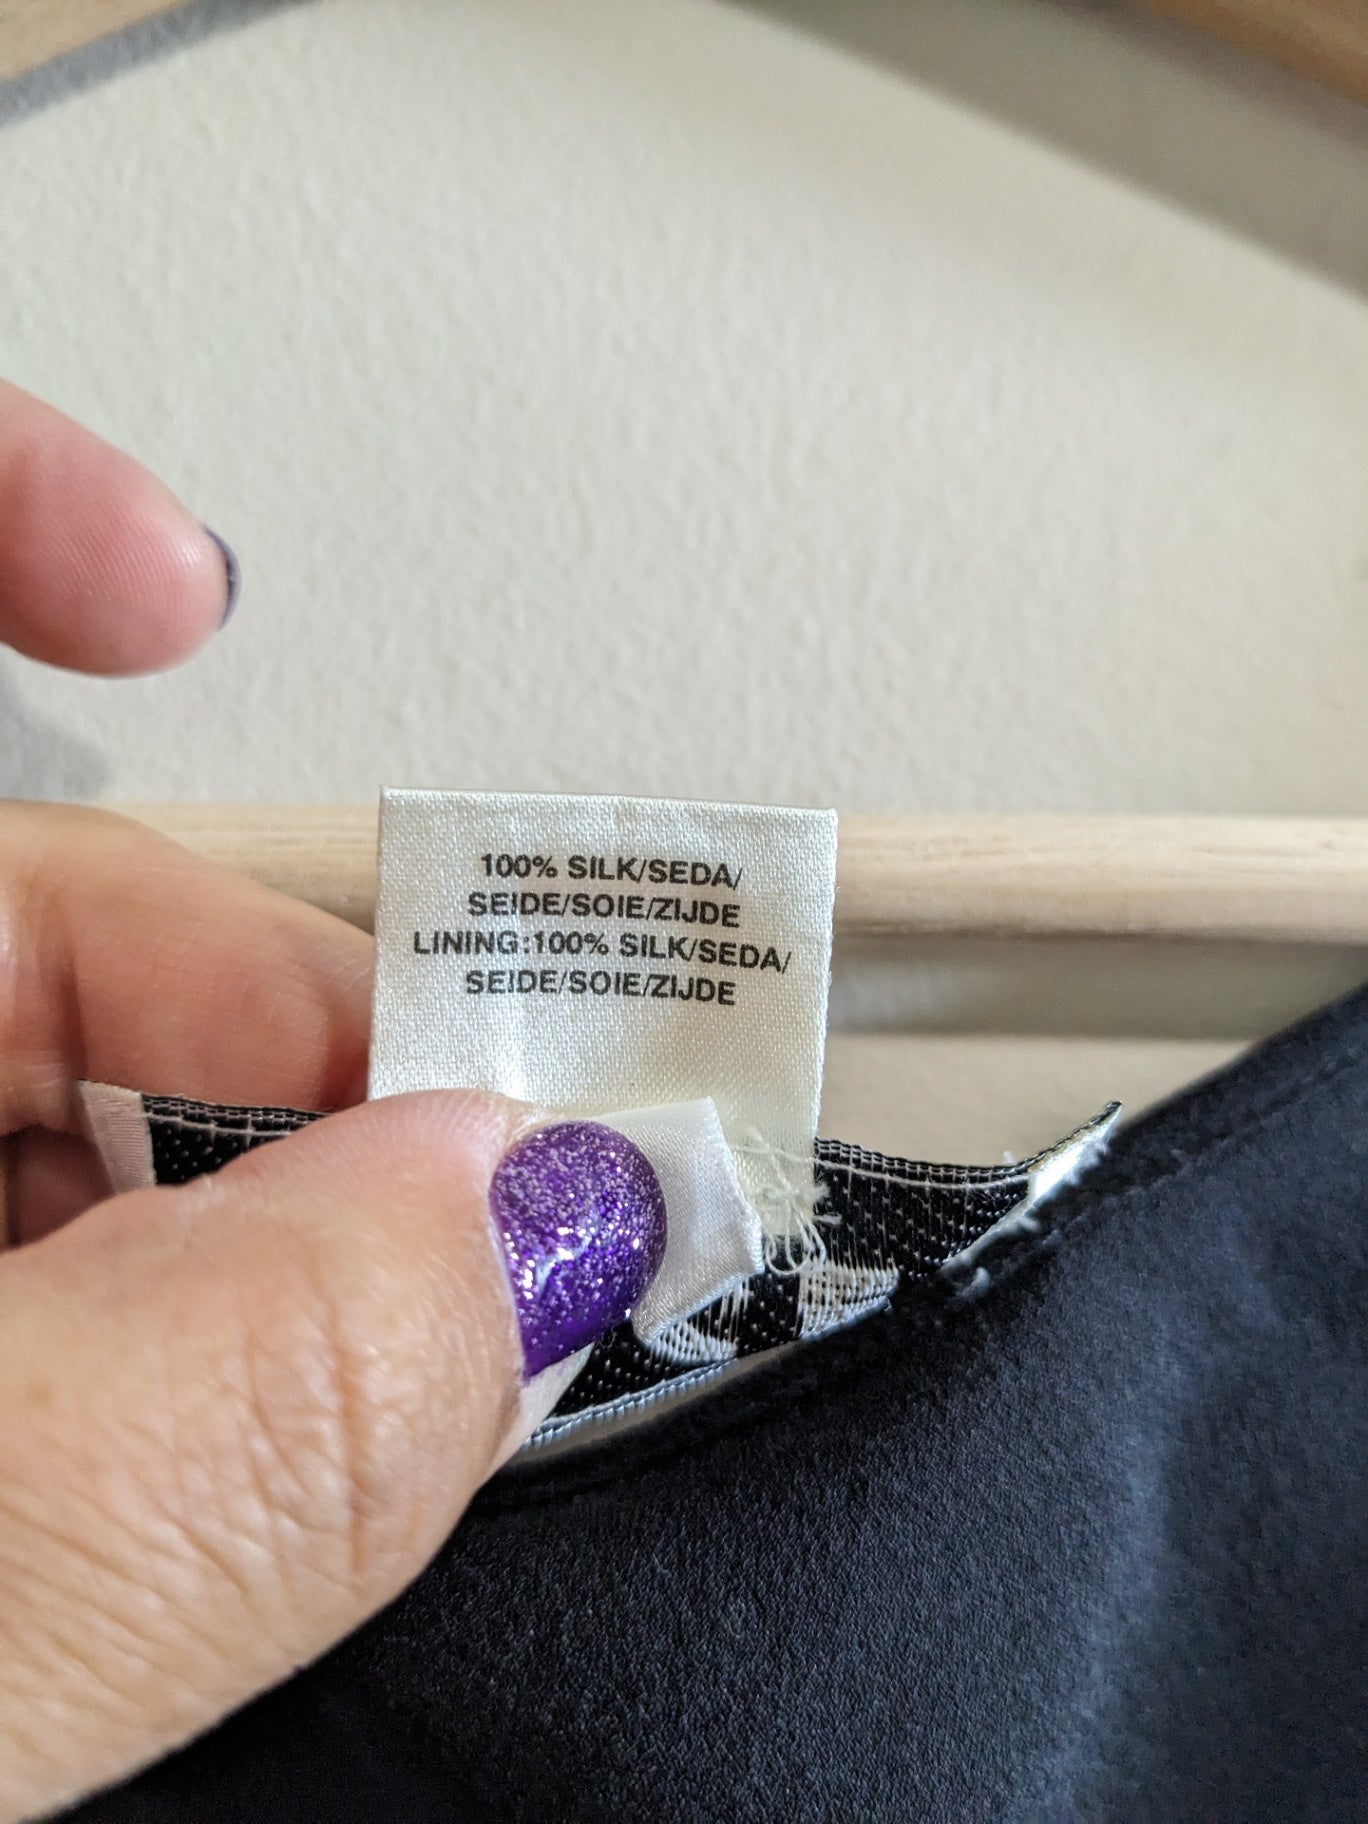 100% SILK/SEDA/
SEIDE/SOIE/ZIJDE
LINING:100% SILK/SEDA/
SEIDE/SOIE/ZIJDE